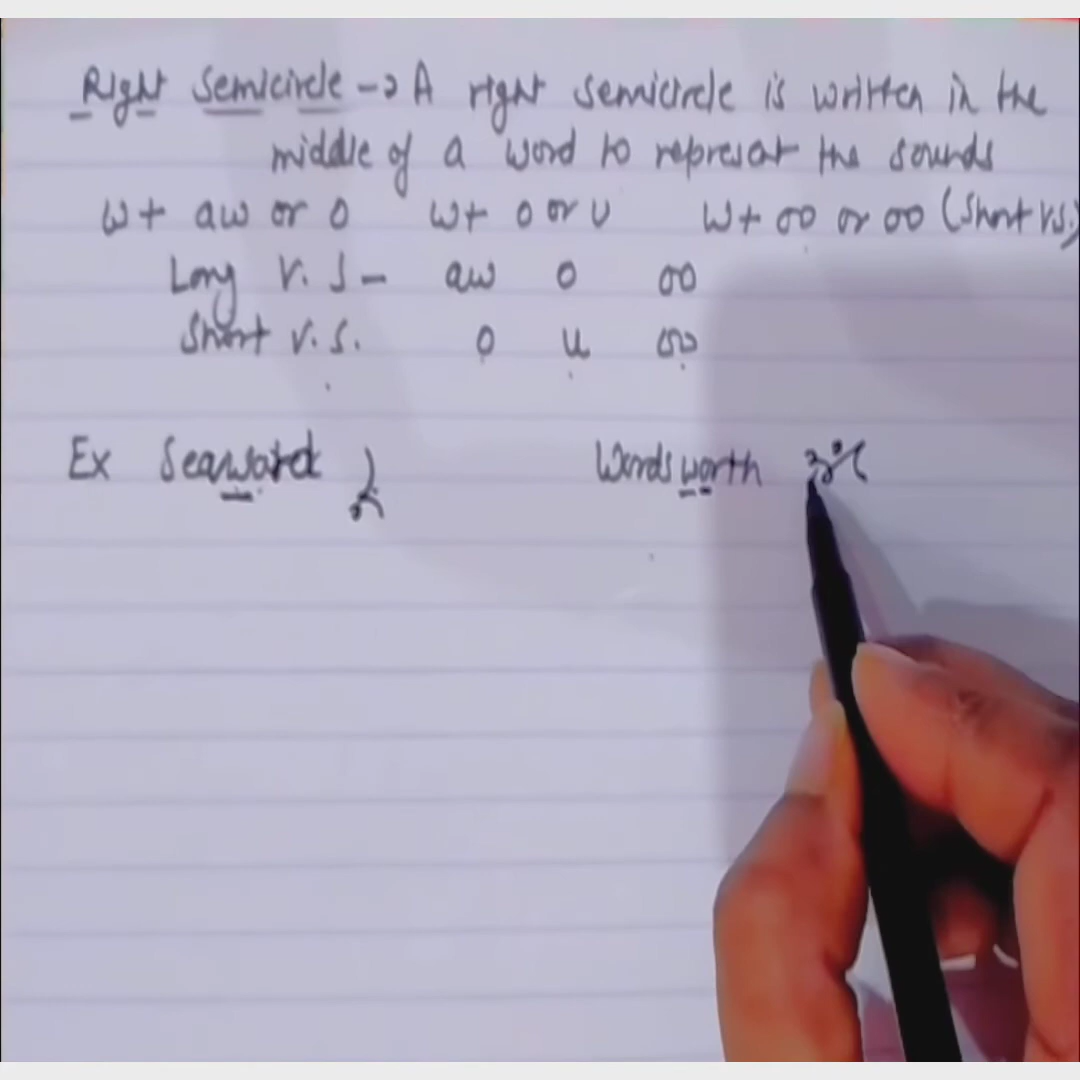 Right Semicircle → A right semicircle is written in the
middle of a word to represent the sounds
w+ aw or o w+ o or u w+ oo or oo (short v.s.)
Long V. S - aw o oo
Short v. s. o u oo
Ex Seaward Wordsworth